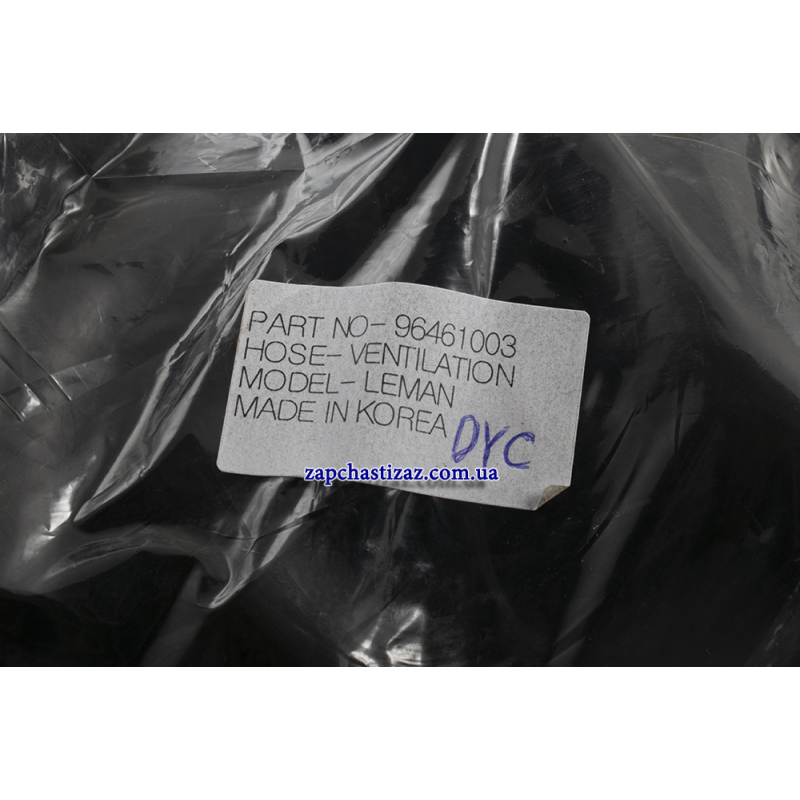 PART NO- 96461003
HOSE- VENTILATION
MODEL- LEMAN
MADE IN KOREA
DYC
zapchastizaz.com.ua